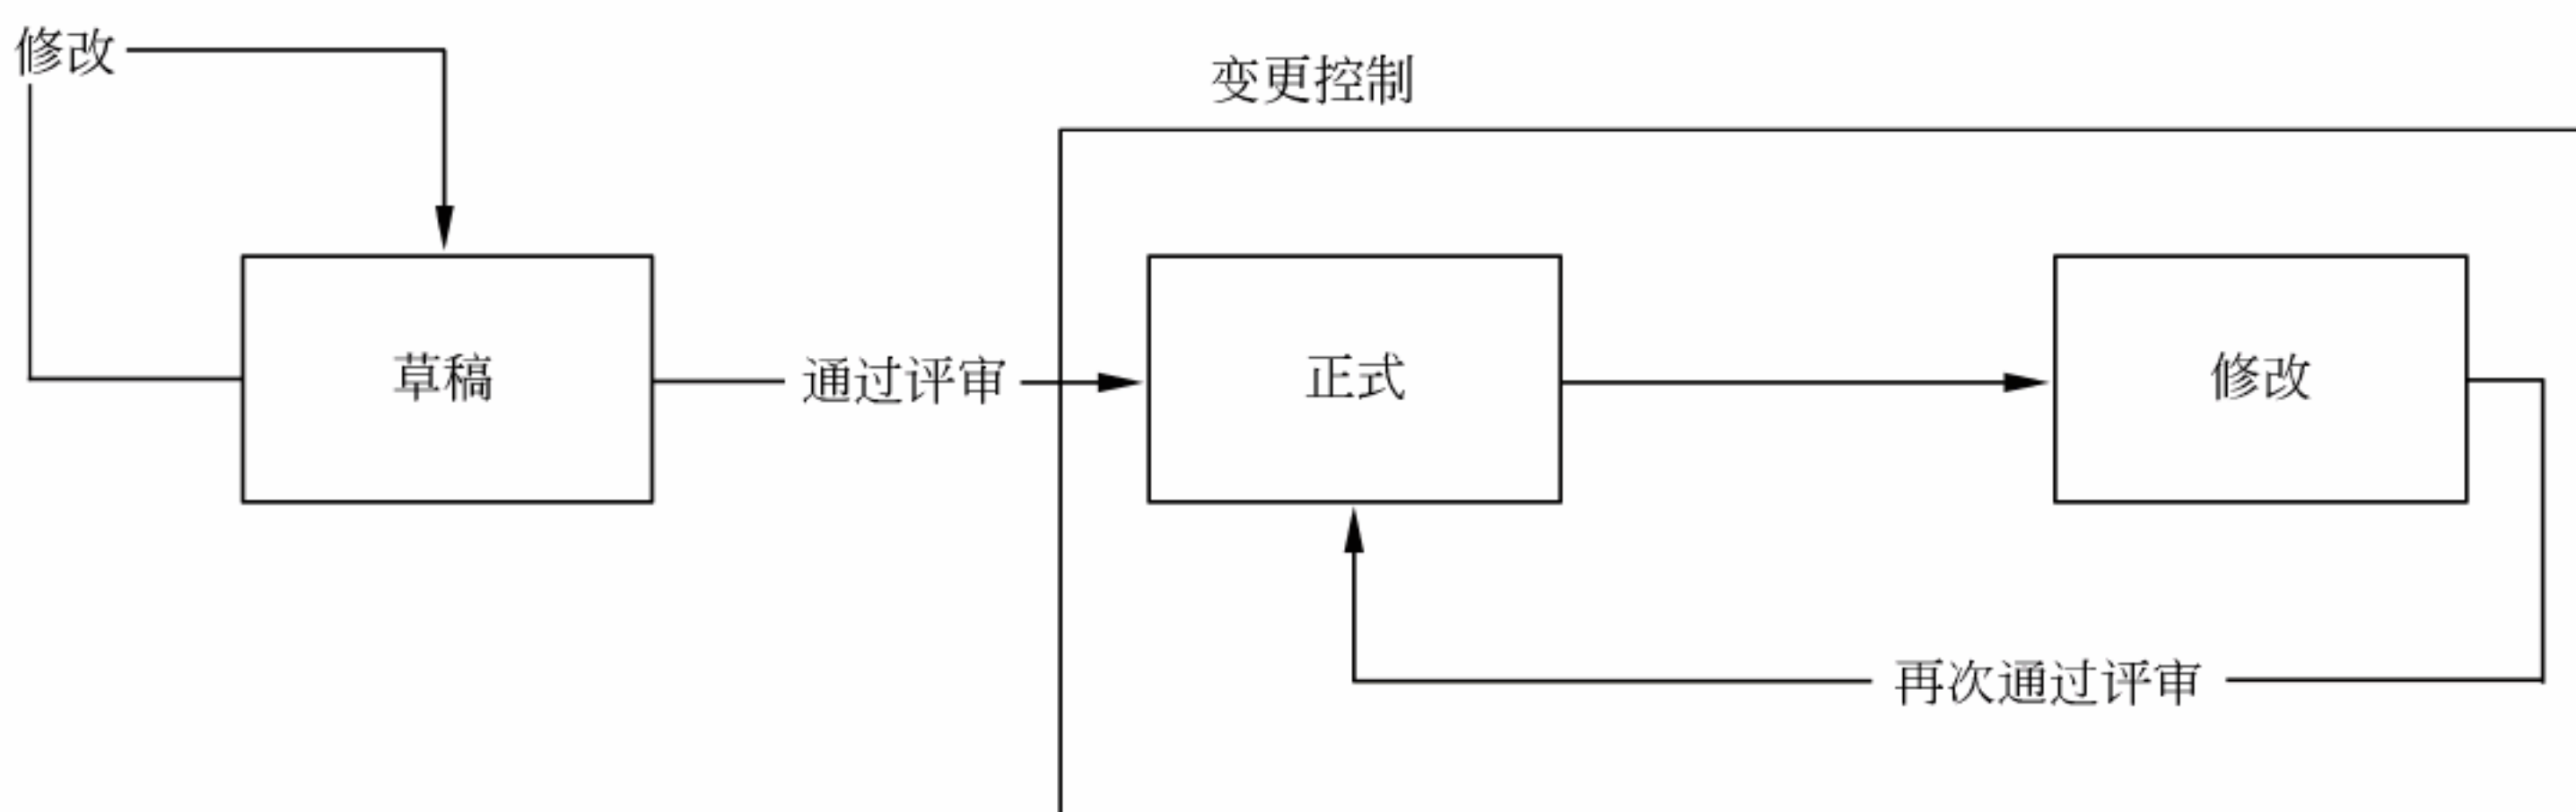 修改
变更控制
草稿
通过评审
正式
修改
再次通过评审